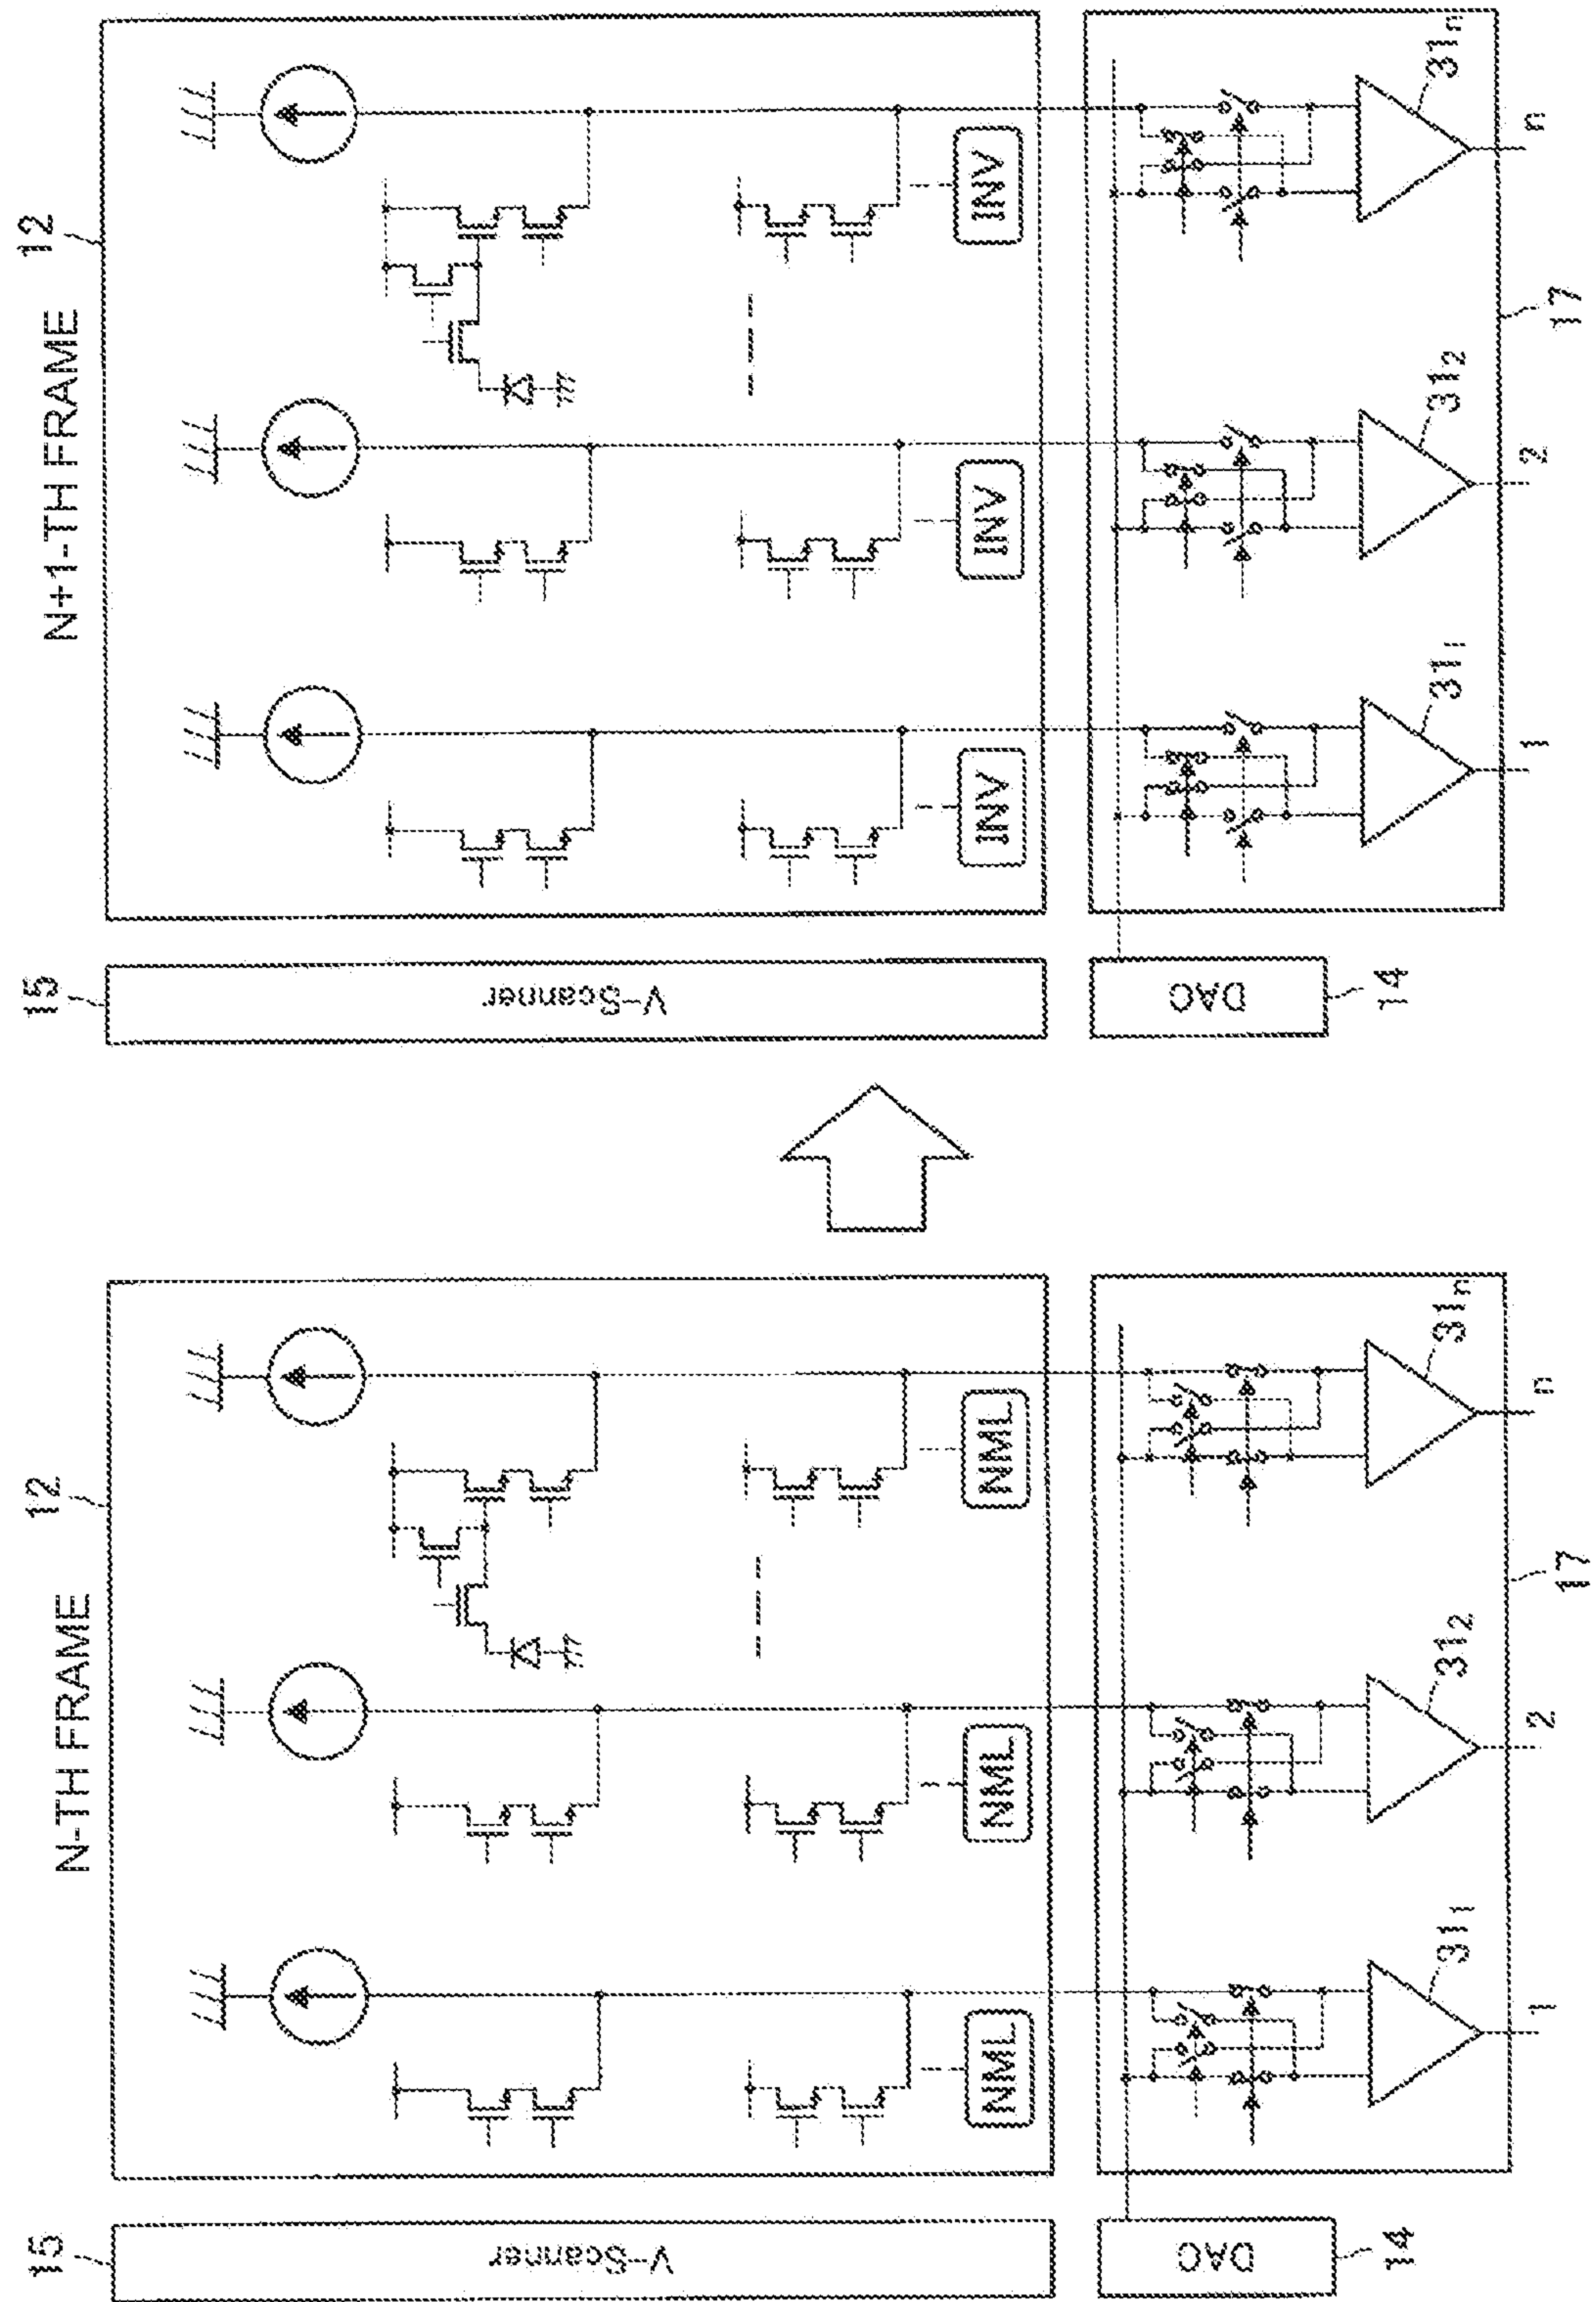 N-TH FRAME
15
12
V-Scanner
NML
NML
NML
DAC
14
31₁
31₂
31ₙ
1
2
n
17
N+1-TH FRAME
15
12
V-Scanner
INV
INV
INV
DAC
14
31₁
31₂
31ₙ
1
2
n
17